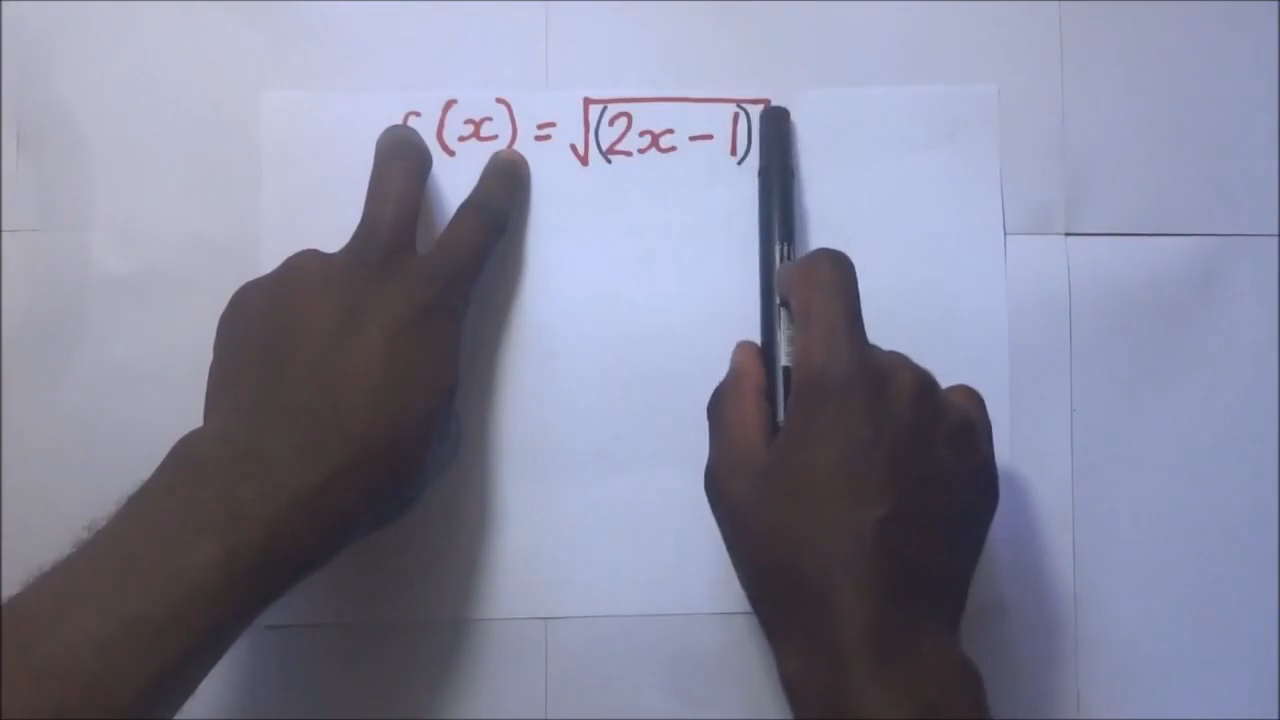 f(x) = √(2x - 1)